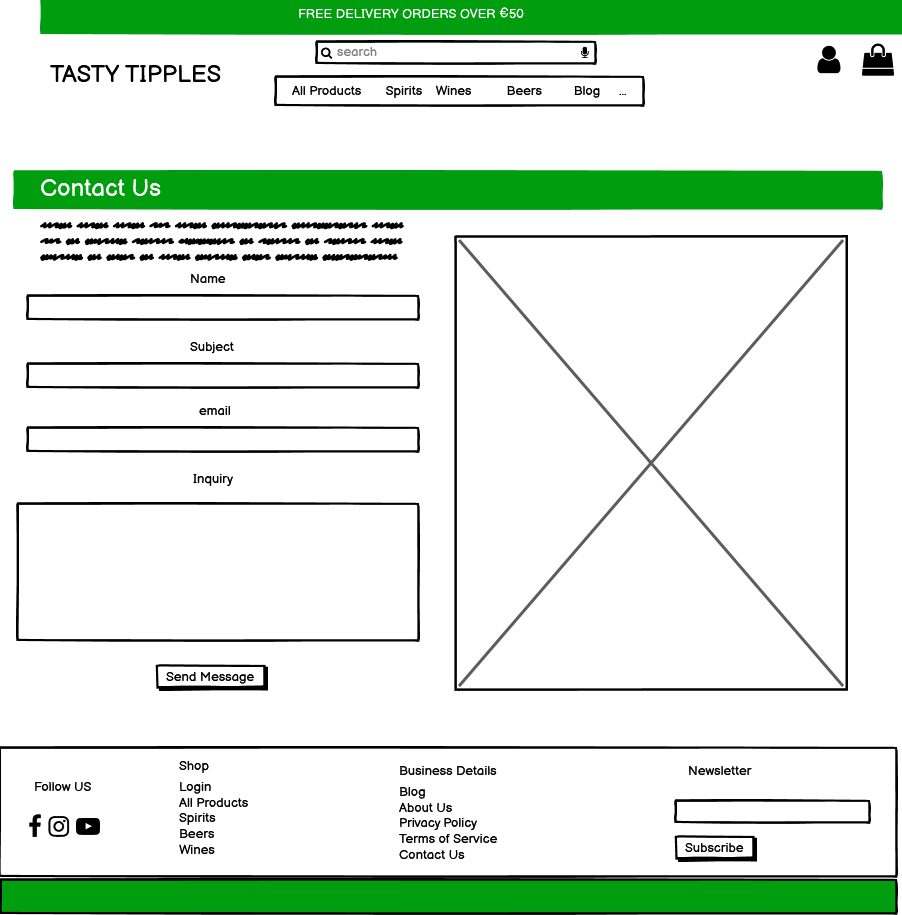 FREE DELIVERY ORDERS OVER €50
search
TASTY TIPPLES
All Products Spirits Wines Beers Blog ...
Contact Us
Name
Subject
email
Inquiry
Send Message
Follow US
Shop
Login
All Products
Spirits
Beers
Wines
Business Details
Blog
About Us
Privacy Policy
Terms of Service
Contact Us
Newsletter
Subscribe